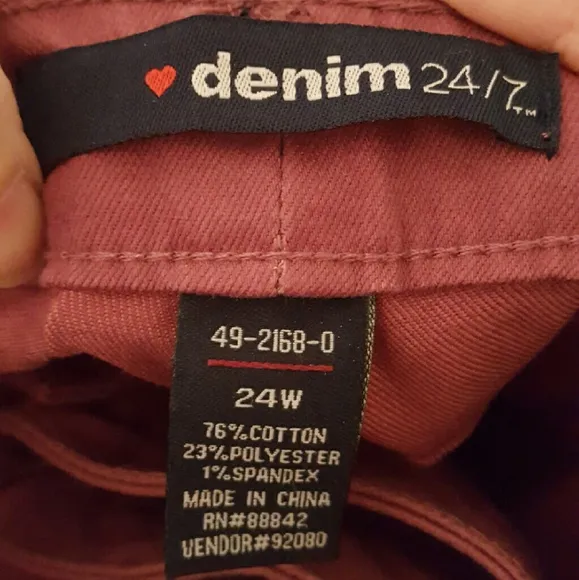 denim 24/7™
49-2168-0
24W
76%COTTON
23%POLYESTER
1%SPANDEX
MADE IN CHINA
RN#88842
VENDOR#92080